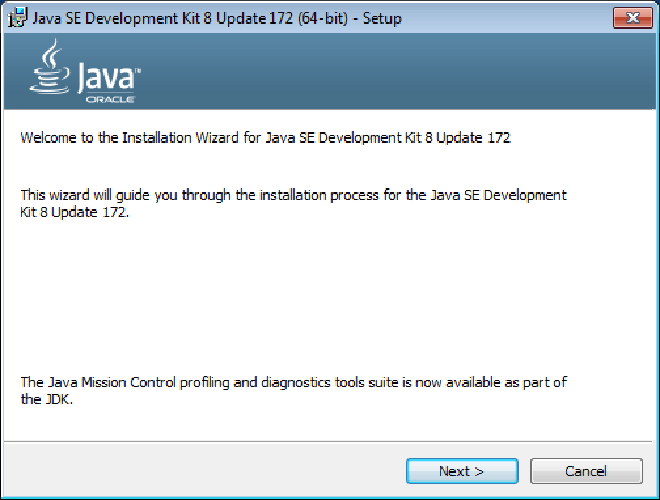 Java SE Development Kit 8 Update 172 (64-bit) - Setup
Java™
ORACLE
Welcome to the Installation Wizard for Java SE Development Kit 8 Update 172
This wizard will guide you through the installation process for the Java SE Development
Kit 8 Update 172.
The Java Mission Control profiling and diagnostics tools suite is now available as part of
the JDK.
Next >
Cancel